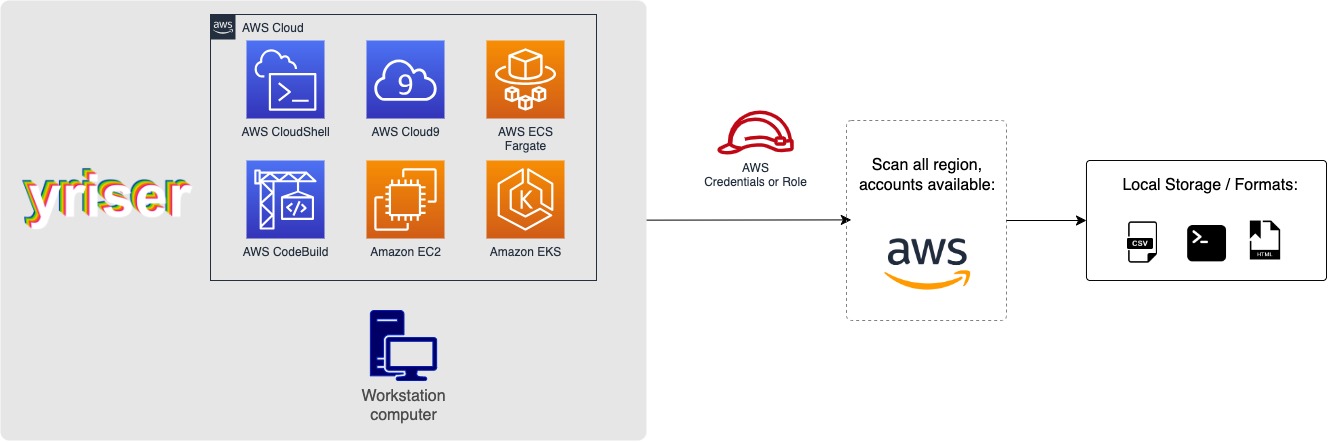 aws
AWS Cloud
9
AWS CloudShell
AWS Cloud9
AWS ECS
Fargate
yriser
K
AWS CodeBuild
Amazon EC2
Amazon EKS
Workstation
computer
AWS
Credentials or Role
Scan all region,
accounts available:
aws
Local Storage / Formats:
CSV
HTML